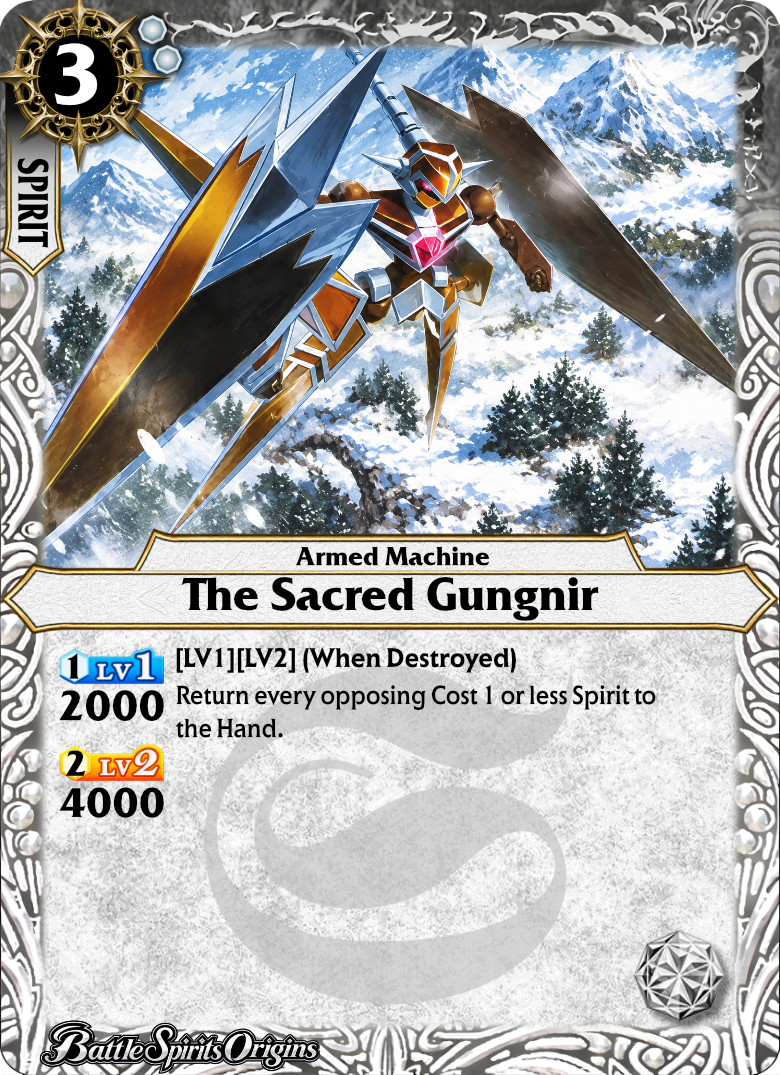 3
SPIRIT
Armed Machine
The Sacred Gungnir
1 LV1
2000
[LV1][LV2] (When Destroyed)
Return every opposing Cost 1 or less Spirit to
the Hand.
2 LV2
4000
Battle Spirits Origins